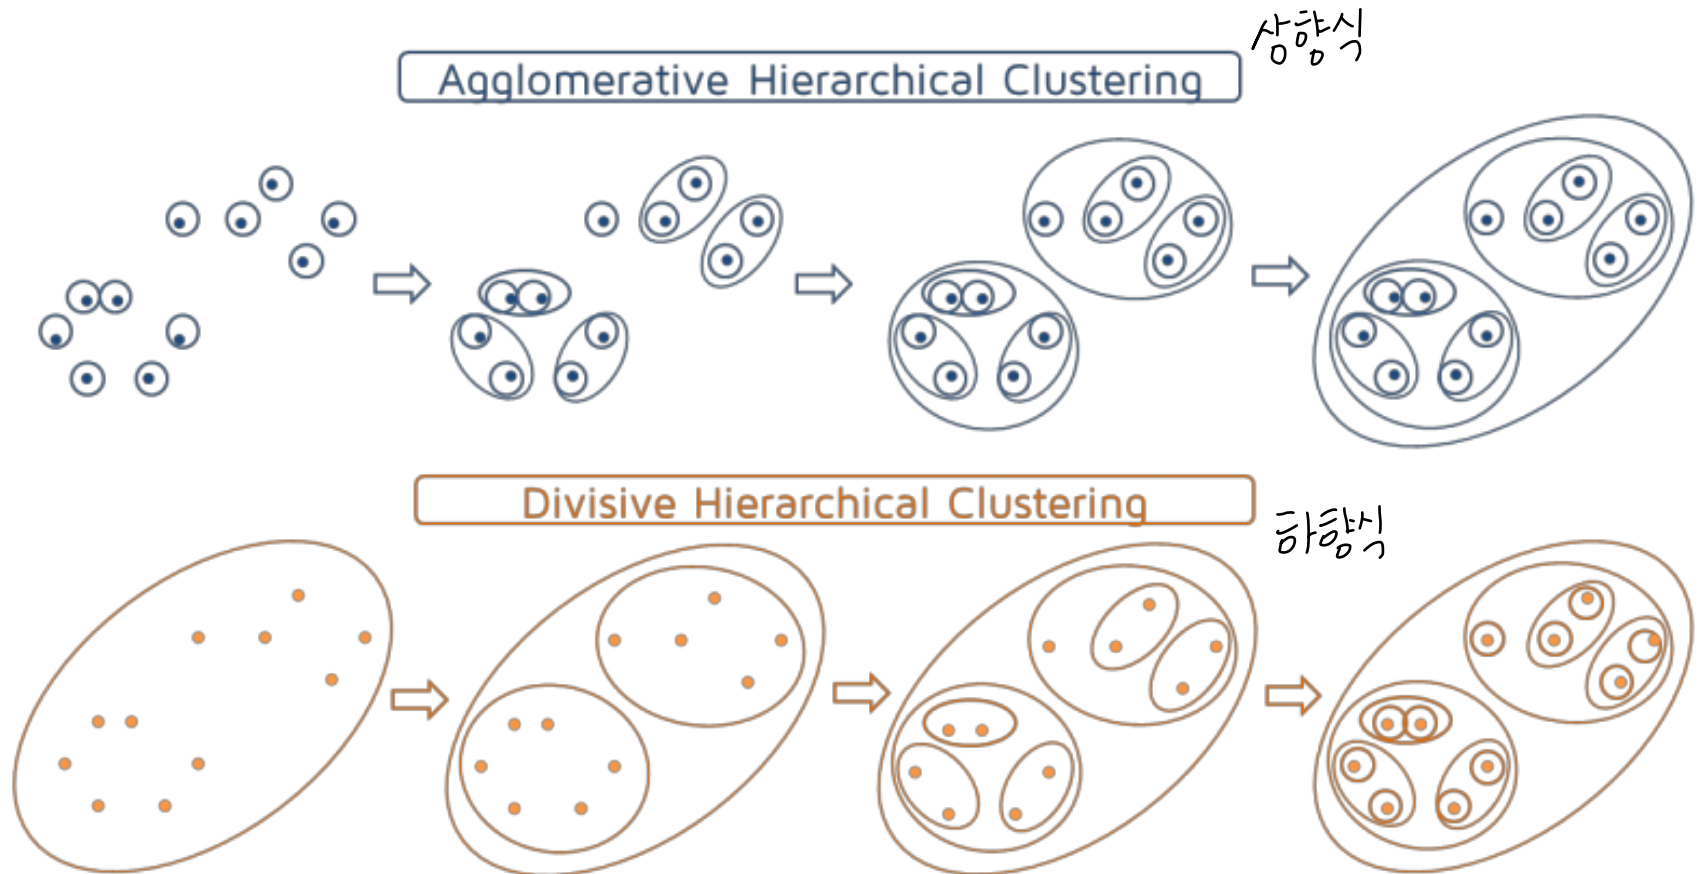 상향식
Agglomerative Hierarchical Clustering
Divisive Hierarchical Clustering
하향식